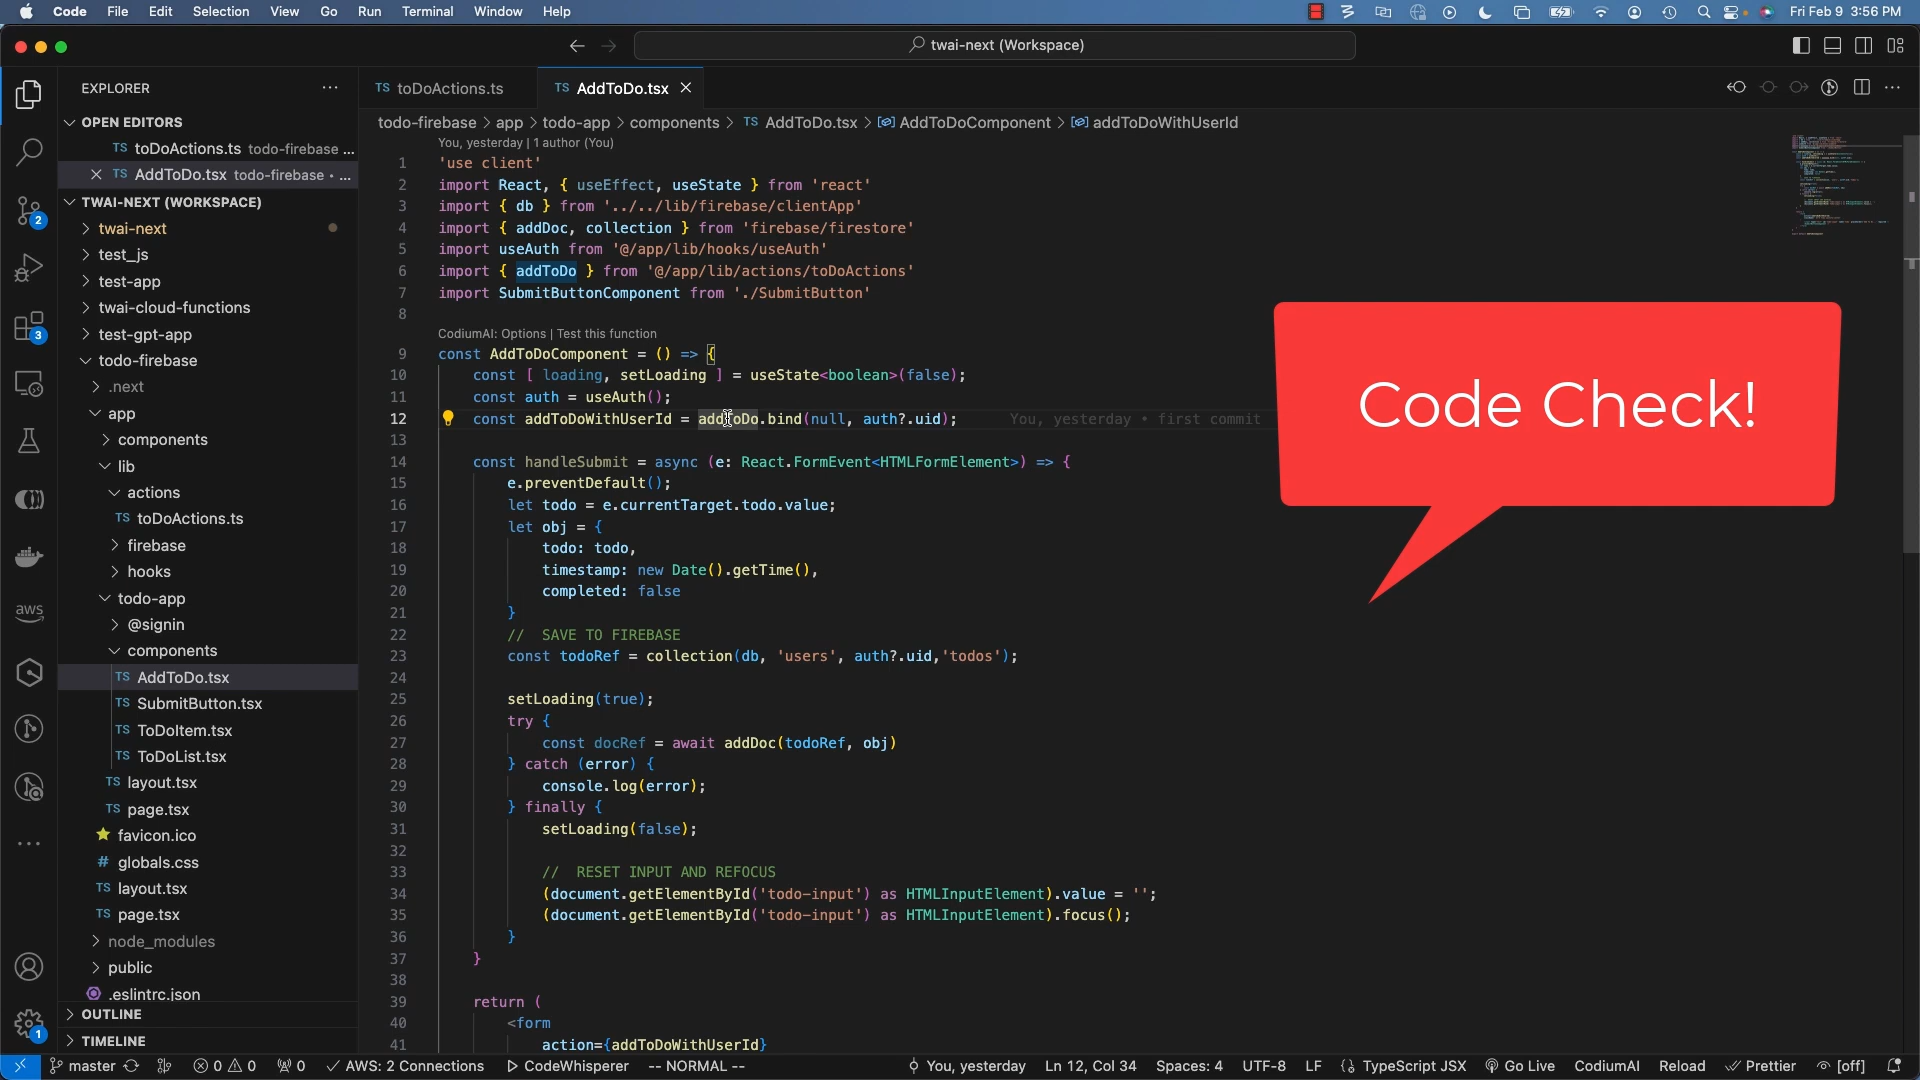 Code File Edit Selection View Go Run Terminal Window Help Fri Feb 9 3:56 PM
twai-next (Workspace)
EXPLORER
OPEN EDITORS
TS toDoActions.ts todo-firebase ...
TS AddToDo.tsx todo-firebase • ...
TWAI-NEXT (WORKSPACE)
twai-next
test_js
test-app
twai-cloud-functions
test-gpt-app
todo-firebase
.next
app
components
lib
actions
TS toDoActions.ts
firebase
hooks
todo-app
@signin
components
TS AddToDo.tsx
TS SubmitButton.tsx
TS ToDoItem.tsx
TS ToDoList.tsx
TS layout.tsx
TS page.tsx
favicon.ico
# globals.css
TS layout.tsx
TS page.tsx
node_modules
public
.eslintrc.json
OUTLINE
TIMELINE
2
3
aws
1
TS toDoActions.ts TS AddToDo.tsx
todo-firebase > app > todo-app > components > TS AddToDo.tsx > AddToDoComponent > addToDoWithUserId
You, yesterday | 1 author (You)
1 'use client'
2 import React, { useEffect, useState } from 'react'
3 import { db } from '../../lib/firebase/clientApp'
4 import { addDoc, collection } from 'firebase/firestore'
5 import useAuth from '@/app/lib/hooks/useAuth'
6 import { addToDo } from '@/app/lib/actions/toDoActions'
7 import SubmitButtonComponent from './SubmitButton'
8
CodiumAI: Options | Test this function
9 const AddToDoComponent = () => {
10 const [ loading, setLoading ] = useState<boolean>(false);
11 const auth = useAuth();
12 const addToDoWithUserId = addToDo.bind(null, auth?.uid); You, yesterday • first commit
13
14 const handleSubmit = async (e: React.FormEvent<HTMLFormElement>) => {
15 e.preventDefault();
16 let todo = e.currentTarget.todo.value;
17 let obj = {
18 todo: todo,
19 timestamp: new Date().getTime(),
20 completed: false
21 }
22 // SAVE TO FIREBASE
23 const todoRef = collection(db, 'users', auth?.uid,'todos');
24
25 setLoading(true);
26 try {
27 const docRef = await addDoc(todoRef, obj)
28 } catch (error) {
29 console.log(error);
30 } finally {
31 setLoading(false);
32
33 // RESET INPUT AND REFOCUS
34 (document.getElementById('todo-input') as HTMLInputElement).value = '';
35 (document.getElementById('todo-input') as HTMLInputElement).focus();
36 }
37 }
38
39 return (
40 <form
41 action={addToDoWithUserId}
Code Check!
master 0 0 0 AWS: 2 Connections CodeWhisperer -- NORMAL -- You, yesterday Ln 12, Col 34 Spaces: 4 UTF-8 LF TypeScript JSX Go Live CodiumAI Reload Prettier [off]